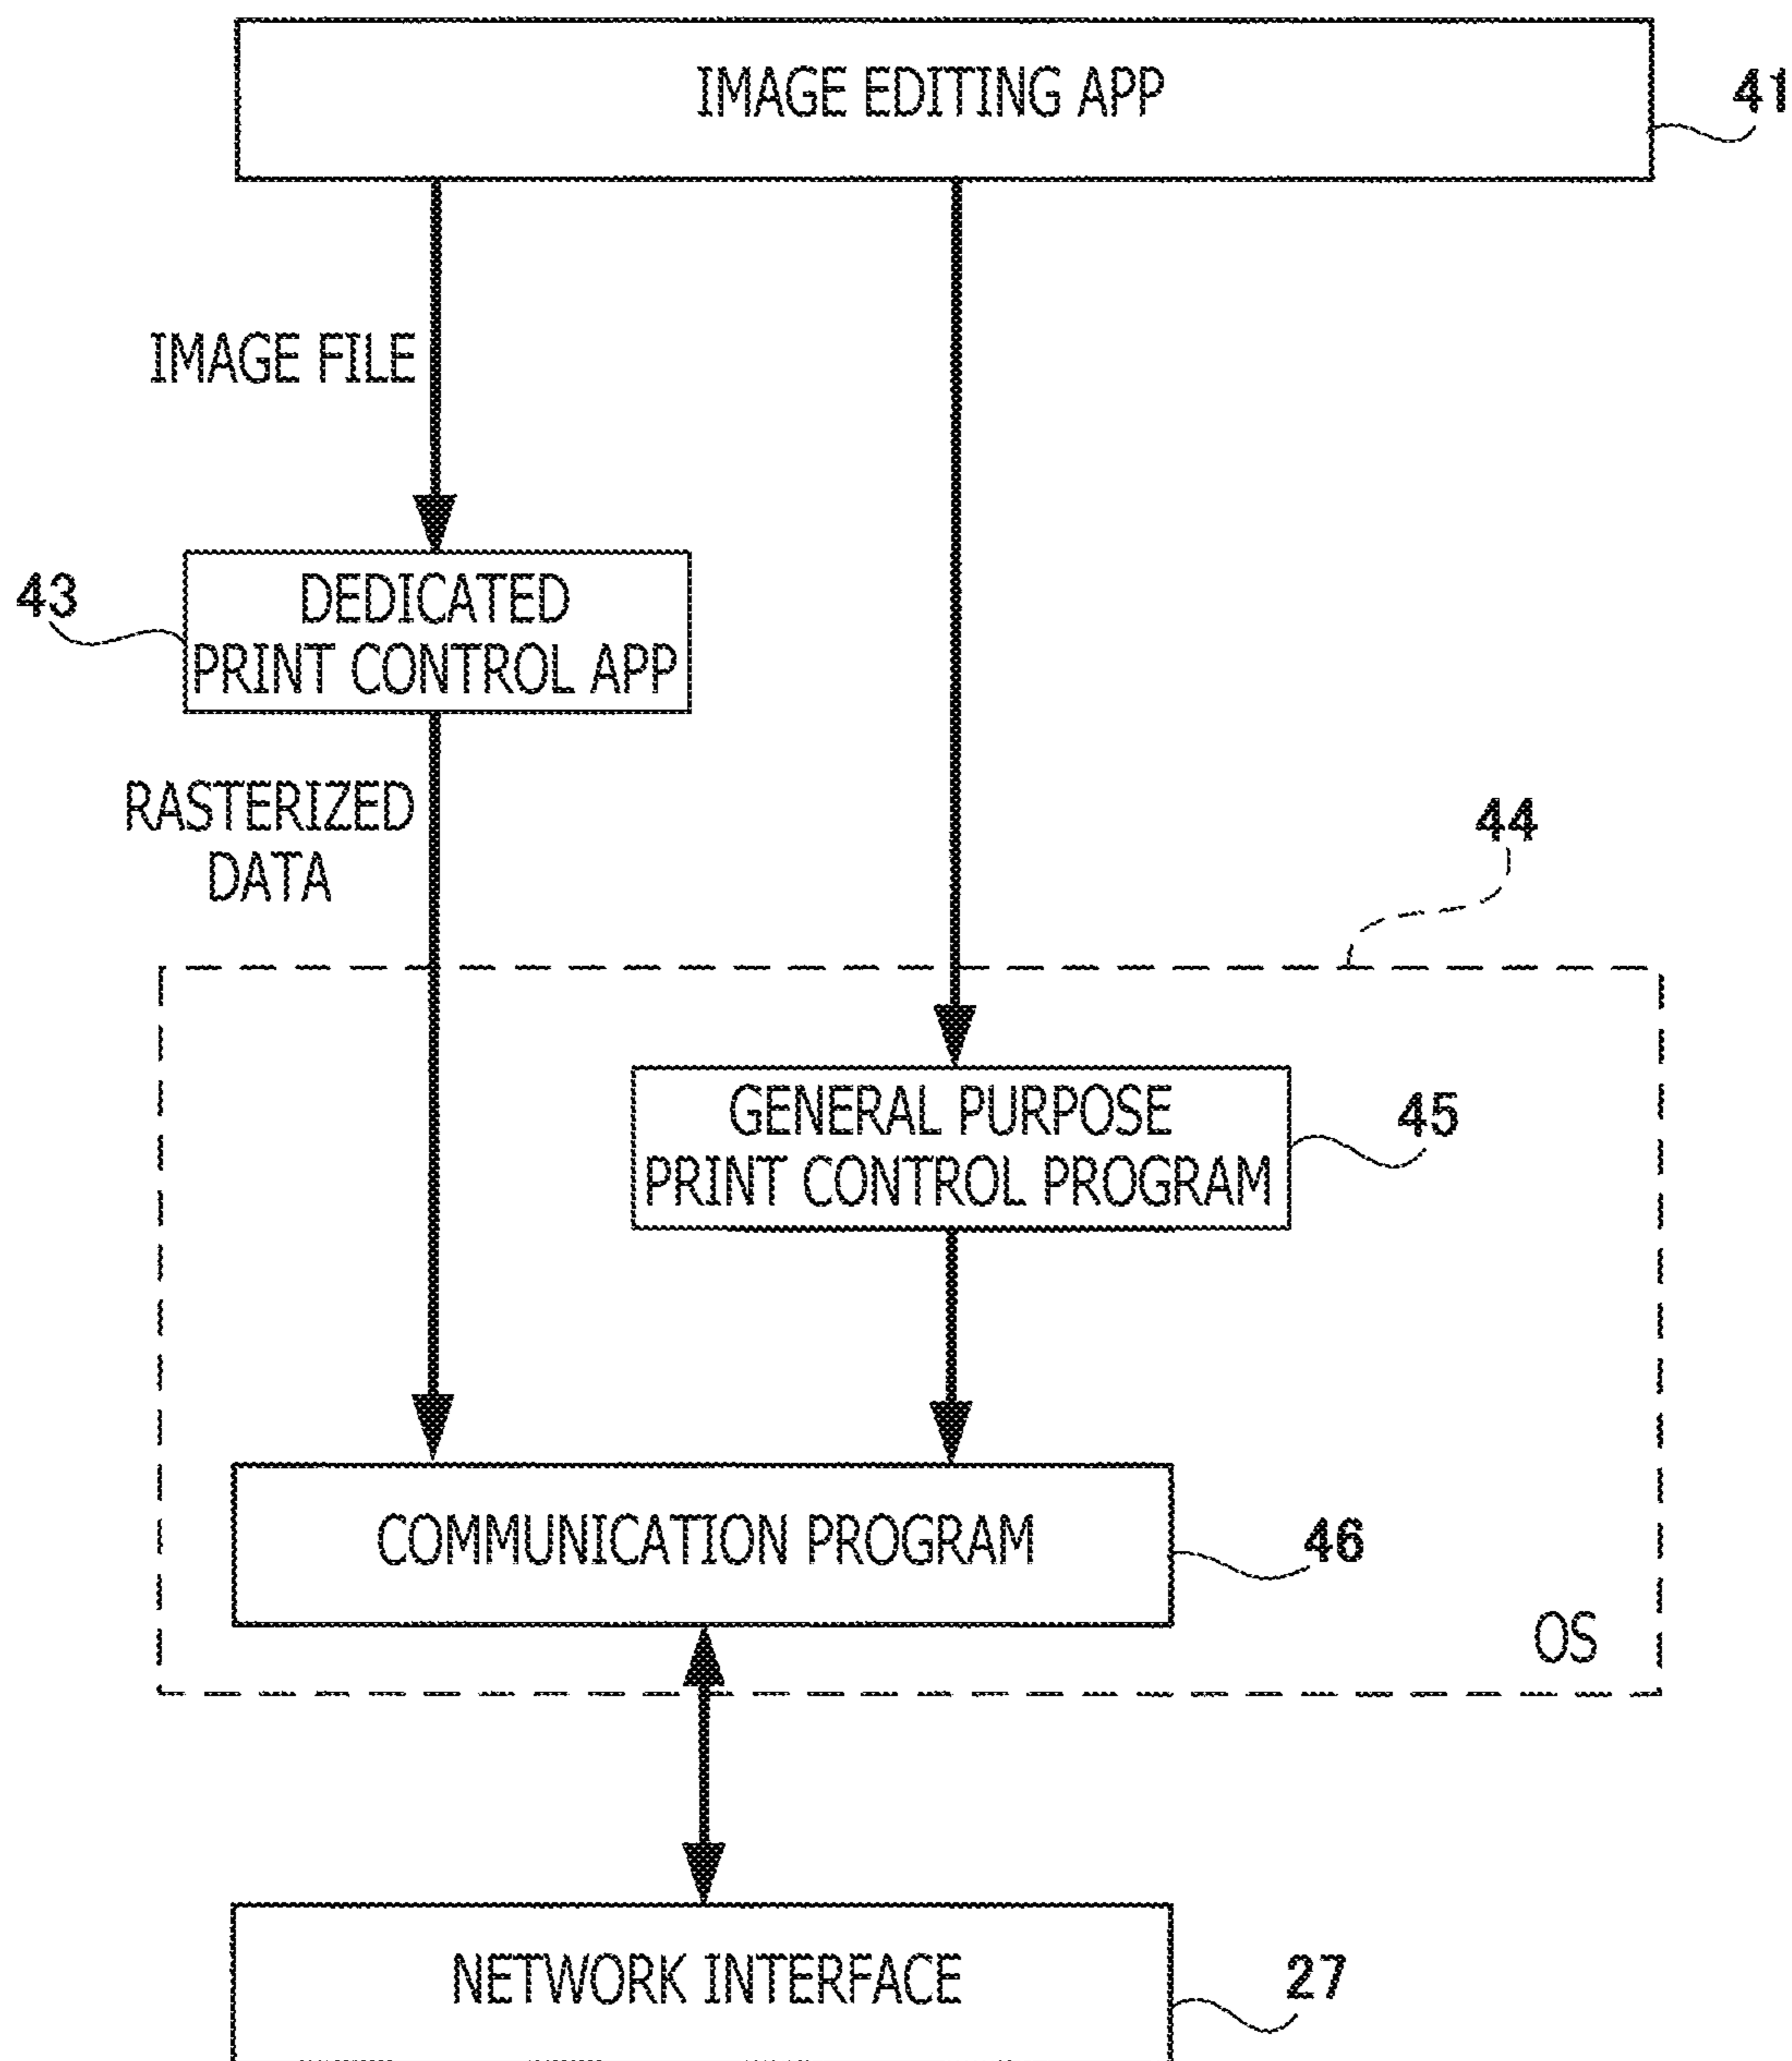 IMAGE EDITING APP
41
IMAGE FILE
43
DEDICATED
PRINT CONTROL APP
RASTERIZED
DATA
44
GENERAL PURPOSE
PRINT CONTROL PROGRAM
45
COMMUNICATION PROGRAM
46
OS
NETWORK INTERFACE
27